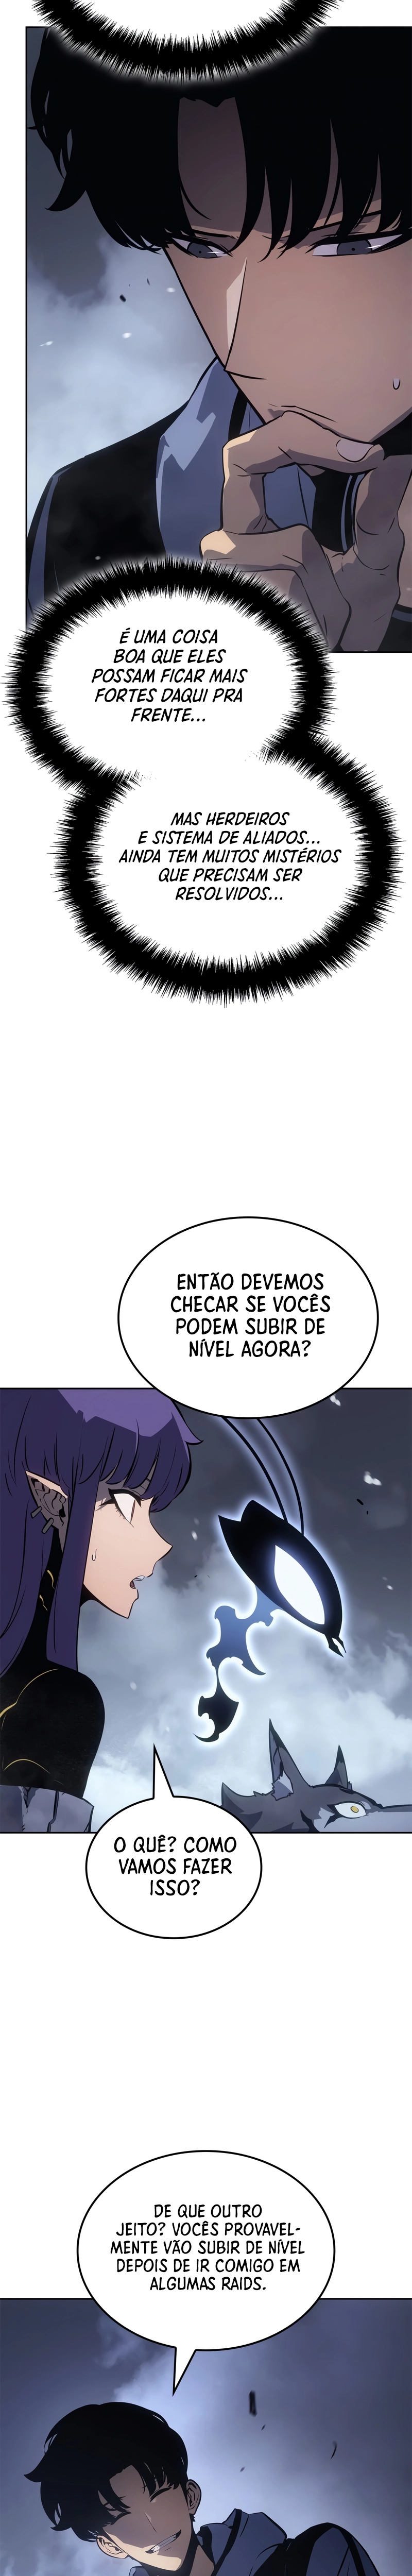 É UMA COISA
BOA QUE ELES
POSSAM FICAR MAIS
FORTES DAQUI PRA
FRENTE...
MAS HERDEIROS
E SISTEMA DE ALIADOS...
AINDA TEM MUITOS MISTÉRIOS
QUE PRECISAM SER
RESOLVIDOS...
ENTÃO DEVEMOS
CHECAR SE VOCÊS
PODEM SUBIR DE
NÍVEL AGORA?
O QUÊ? COMO
VAMOS FAZER
ISSO?
DE QUE OUTRO
JEITO? VOCÊS PROVAVEL-
MENTE VÃO SUBIR DE NÍVEL
DEPOIS DE IR COMIGO EM
ALGUMAS RAIDS.